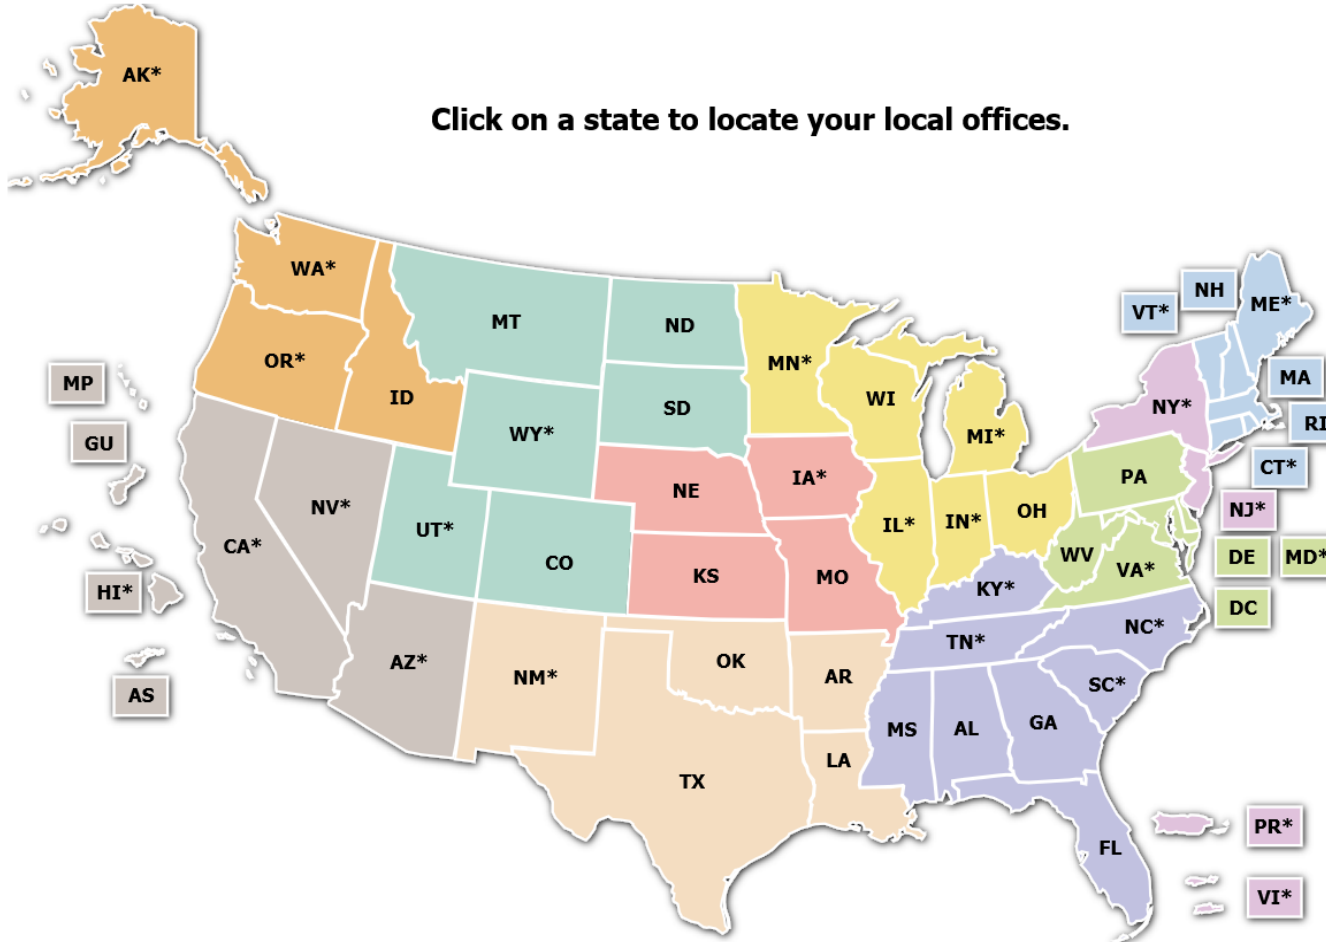 AK*
Click on a state to locate your local offices.
WA*
MT
ND
MN*
OR*
ID
WY*
SD
WI
MI*
VT*
NH
ME*
MA
NY*
RI
CT*
MP
GU
NV*
CA*
UT*
CO
NE
IA*
KS
MO
IL*
IN*
OH
PA
NJ*
WV
VA*
DE
MD*
DC
HI*
KY*
TN*
NC*
AZ*
NM*
OK
AR
SC*
AS
TX
LA
MS
AL
GA
FL
PR*
VI*